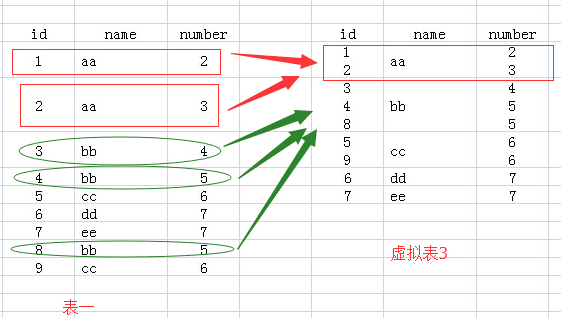 id name number
1 aa 2
2 aa 3
3 bb 4
4 bb 5
5 cc 6
6 dd 7
7 ee 7
8 bb 5
9 cc 6
表一
id name number
1 2
aa
2 3
3 4
4 bb 5
8 5
5 6
cc
9 6
6 dd 7
7 ee 7
虚拟表3